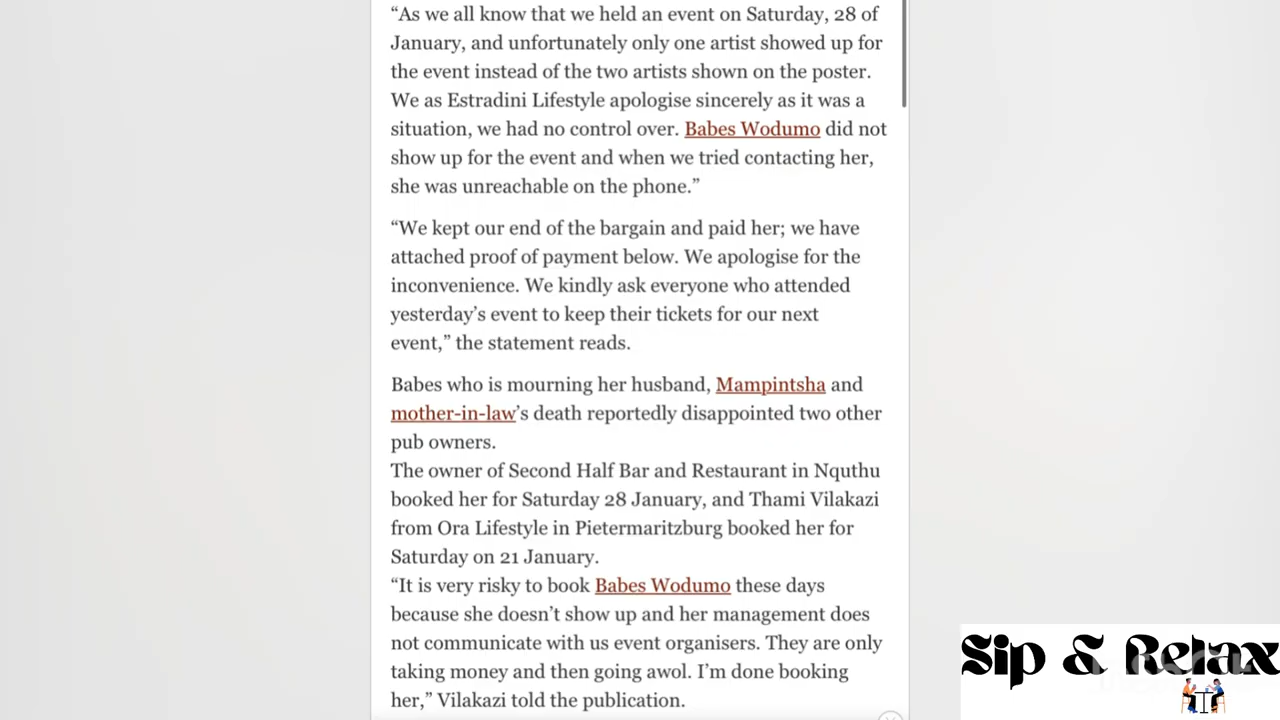 “As we all know that we held an event on Saturday, 28 of
January, and unfortunately only one artist showed up for
the event instead of the two artists shown on the poster.
We as Estradini Lifestyle apologise sincerely as it was a
situation, we had no control over. Babes Wodumo did not
show up for the event and when we tried contacting her,
she was unreachable on the phone.”
“We kept our end of the bargain and paid her; we have
attached proof of payment below. We apologise for the
inconvenience. We kindly ask everyone who attended
yesterday’s event to keep their tickets for our next
event,” the statement reads.
Babes who is mourning her husband, Mampintsha and
mother-in-law’s death reportedly disappointed two other
pub owners.
The owner of Second Half Bar and Restaurant in Nquthu
booked her for Saturday 28 January, and Thami Vilakazi
from Ora Lifestyle in Pietermaritzburg booked her for
Saturday on 21 January.
“It is very risky to book Babes Wodumo these days
because she doesn’t show up and her management does
not communicate with us event organisers. They are only
taking money and then going awol. I’m done booking
her,” Vilakazi told the publication.
Sip & Relax